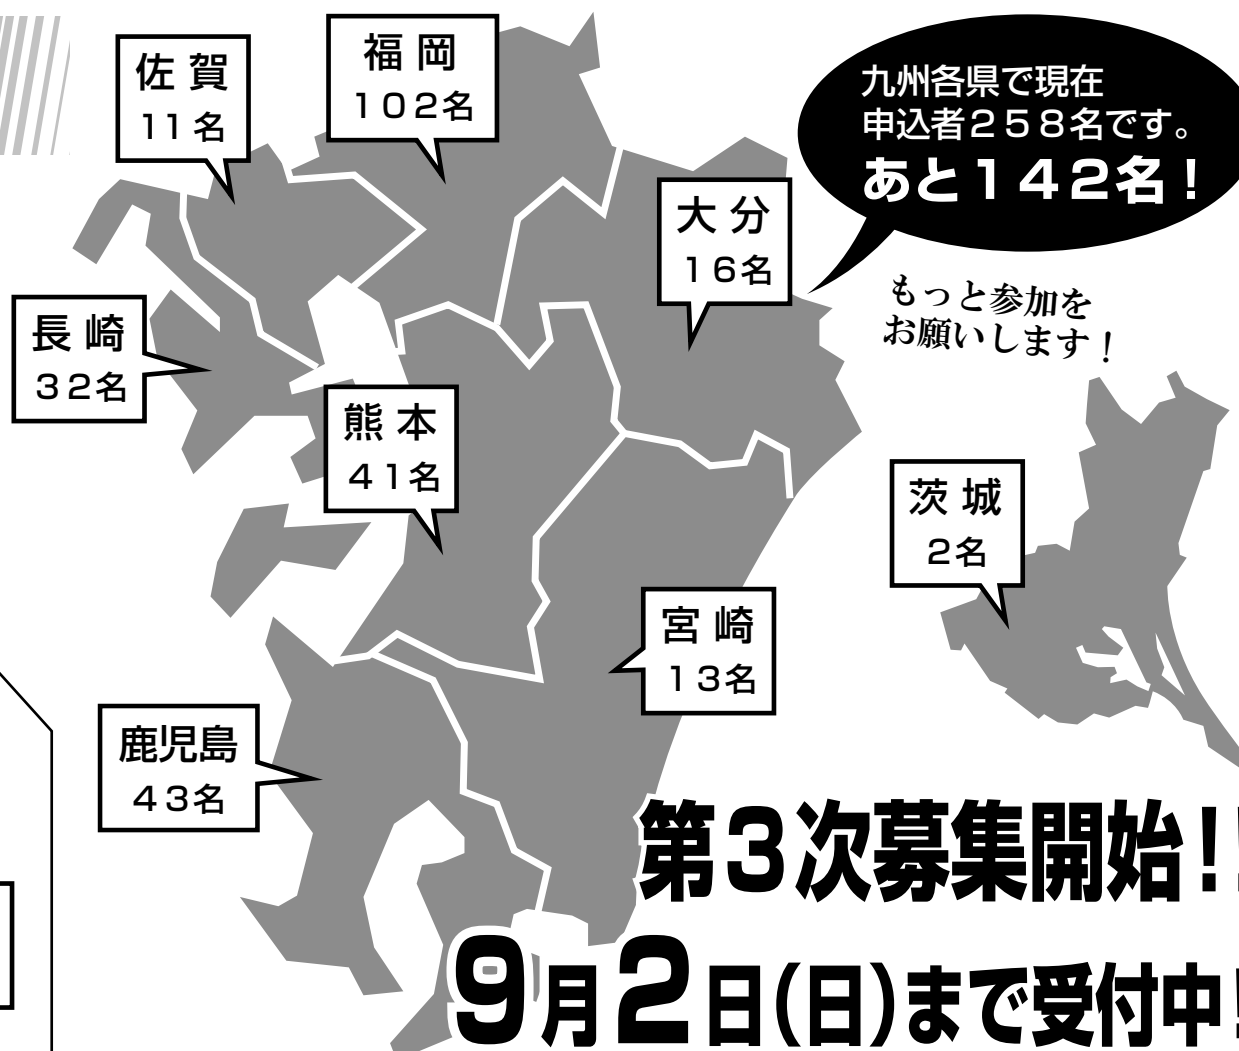 佐賀
11名
福岡
102名
九州各県で現在
申込者258名です。
あと142名！
大分
16名
もっと参加を
お願いします！
長崎
32名
熊本
41名
茨城
2名
宮崎
13名
鹿児島
43名
第3次募集開始!!
9月2日(日)まで受付中!